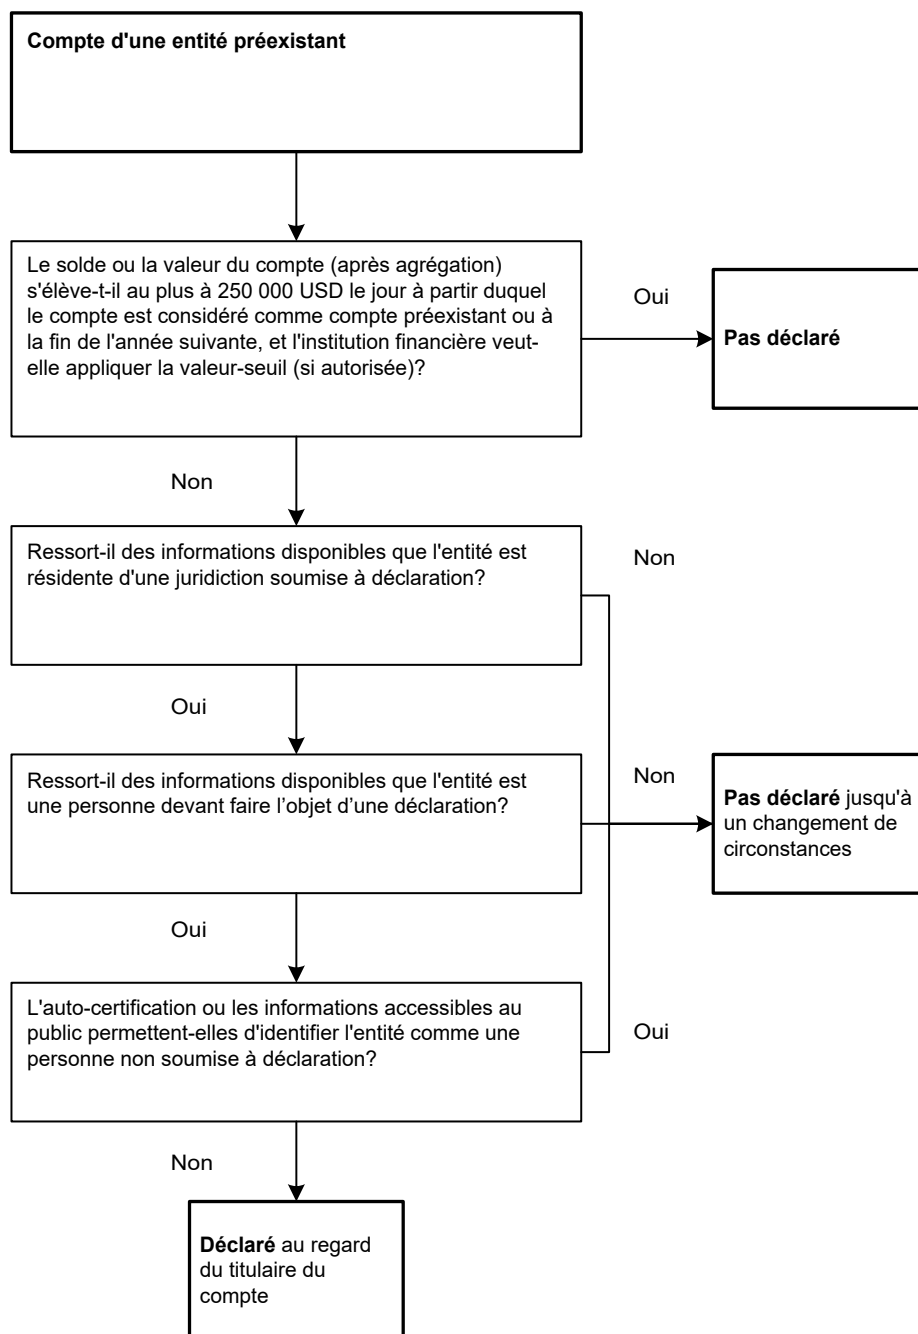 Compte d'une entité préexistant
Le solde ou la valeur du compte (après agrégation)
s'élève-t-il au plus à 250 000 USD le jour à partir duquel
le compte est considéré comme compte préexistant ou à
la fin de l'année suivante, et l'institution financière veut-
elle appliquer la valeur-seuil (si autorisée)?
Oui
Pas déclaré
Non
Ressort-il des informations disponibles que l'entité est
résidente d'une juridiction soumise à déclaration?
Non
Oui
Ressort-il des informations disponibles que l'entité est
une personne devant faire l’objet d’une déclaration?
Non
Pas déclaré jusqu'à
un changement de
circonstances
Oui
L'auto-certification ou les informations accessibles au
public permettent-elles d'identifier l'entité comme une
personne non soumise à déclaration?
Oui
Non
Déclaré au regard
du titulaire du
compte